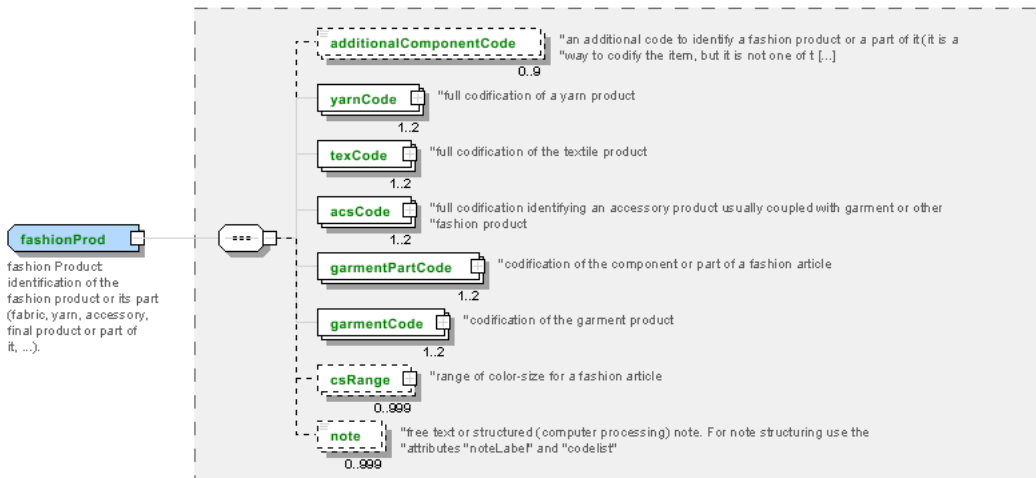 additionalComponentCode
"an additional code to identify a fashion product or a part of it(it is a
"way to codify the item, but it is not one of t [...]
0..9
yarnCode
"full codification of a yarn product
1..2
texCode
"full codification of the textile product
1..2
acsCode
"full codification identifying an accessory product usually coupled with garment or other
"fashion product
1..2
fashionProd
fashion Product:
identification of the
fashion product or its part
(fabric, yarn, accessory,
final product or part of
it, ...).
garmentPartCode
"codification of the component or part of a fashion article
1..2
garmentCode
"codification of the garment product
1..2
csRange
"range of color-size for a fashion article
0..999
note
"free text or structured (computer processing) note. For note structuring use the
"attributes "noteLabel" and "codelist"
0..999